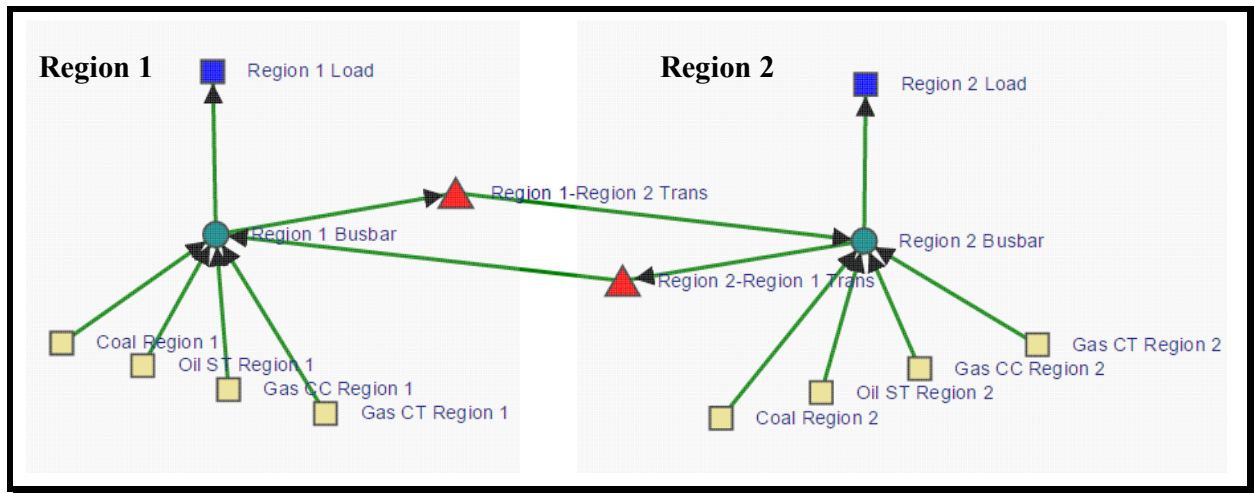 Region 1
Region 2
Region 1 Load
Region 2 Load
Region 1-Region 2 Trans
Region 1 Busbar
Region 2 Busbar
Region 2-Region 1 Trans
Coal Region 1
Oil ST Region 1
Gas CC Region 1
Gas CT Region 1
Gas CT Region 2
Gas CC Region 2
Oil ST Region 2
Coal Region 2